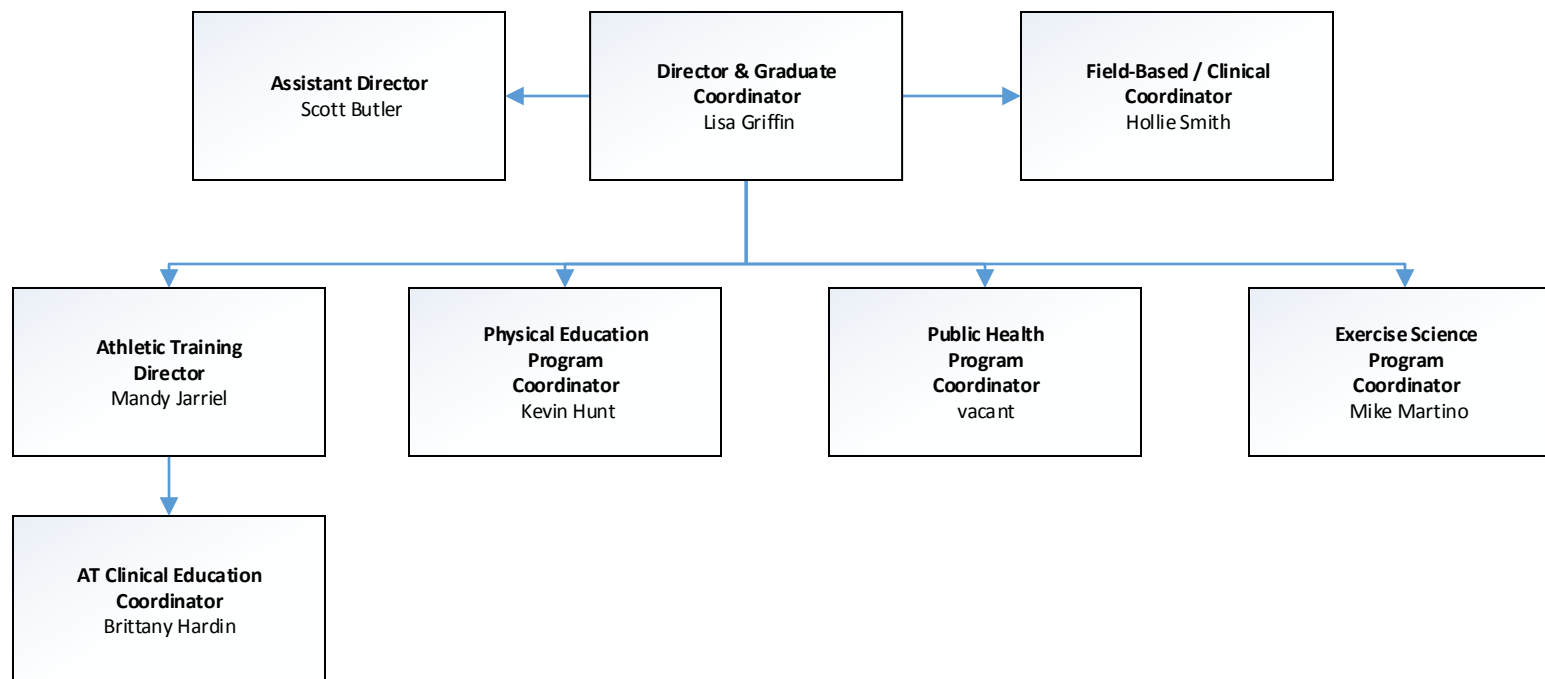 Assistant Director
Scott Butler
Director & Graduate
Coordinator
Lisa Griffin
Field-Based / Clinical
Coordinator
Hollie Smith
Athletic Training
Director
Mandy Jarriel
Physical Education
Program
Coordinator
Kevin Hunt
Public Health
Program
Coordinator
vacant
Exercise Science
Program
Coordinator
Mike Martino
AT Clinical Education
Coordinator
Brittany Hardin